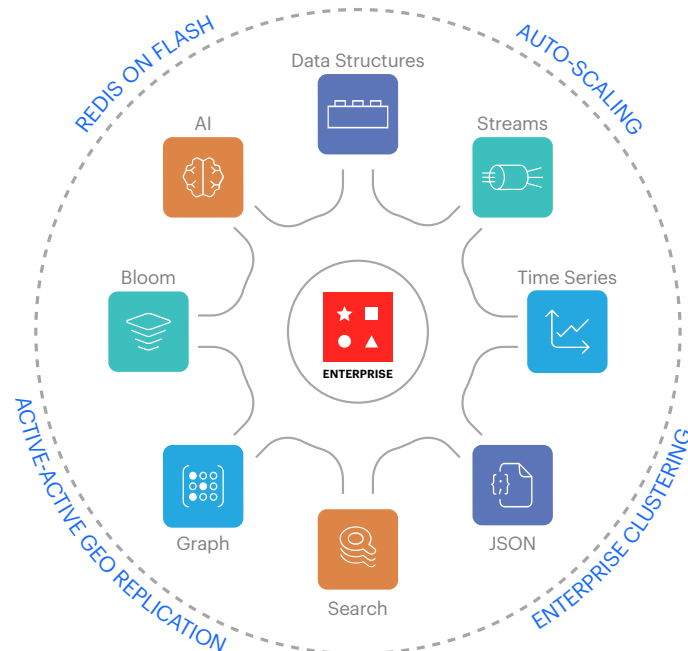 REDIS ON FLASH
AUTO-SCALING
Data Structures
AI
Streams
Bloom
Time Series
ENTERPRISE
Graph
JSON
Search
ACTIVE-ACTIVE GEO REPLICATION
ENTERPRISE CLUSTERING